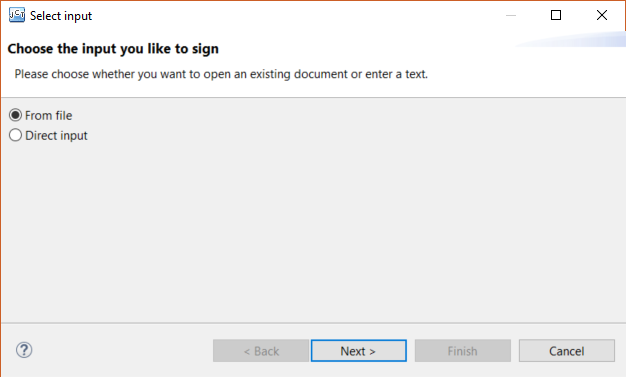 JCT Select input
Choose the input you like to sign
Please choose whether you want to open an existing document or enter a text.
From file
Direct input
? < Back Next > Finish Cancel